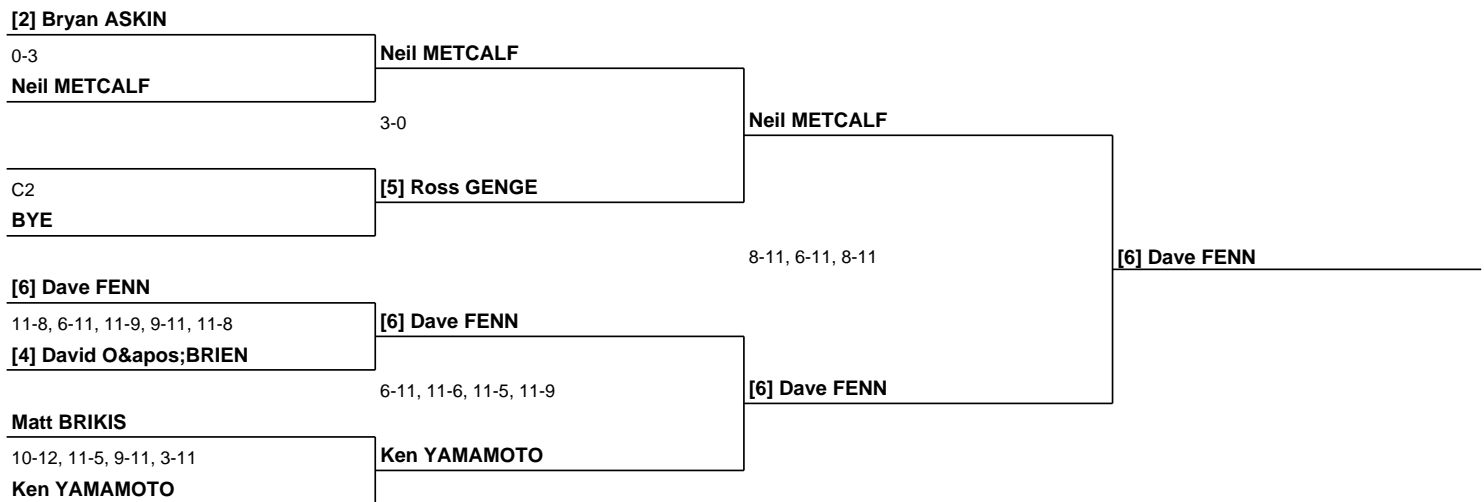 [2] Bryan ASKIN
0-3
Neil METCALF
Neil METCALF
3-0
Neil METCALF
C2
[5] Ross GENGE
BYE
8-11, 6-11, 8-11
[6] Dave FENN
[6] Dave FENN
11-8, 6-11, 11-9, 9-11, 11-8
[6] Dave FENN
[4] David O&apos;BRIEN
6-11, 11-6, 11-5, 11-9
[6] Dave FENN
Matt BRIKIS
10-12, 11-5, 9-11, 3-11
Ken YAMAMOTO
Ken YAMAMOTO